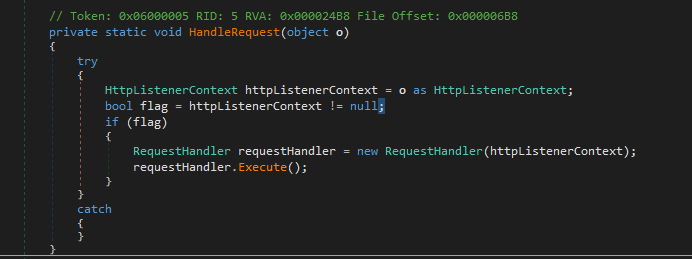 // Token: 0x06000005 RID: 5 RVA: 0x000024B8 File Offset: 0x000006B8
private static void HandleRequest(object o)
{
try
{
HttpListenerContext httpListenerContext = o as HttpListenerContext;
bool flag = httpListenerContext != null;
if (flag)
{
RequestHandler requestHandler = new RequestHandler(httpListenerContext);
requestHandler.Execute();
}
}
catch
{
}
}